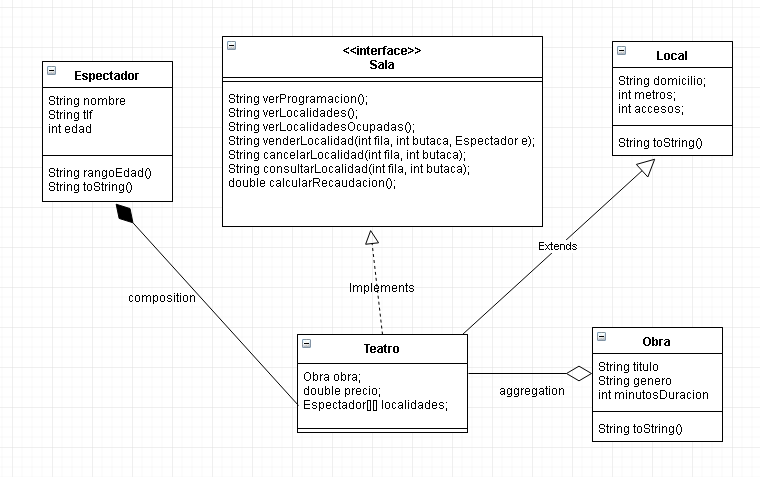 Espectador
String nombre
String tlf
int edad
String rangoEdad()
String toString()
<<interface>>
Sala
String verProgramacion();
String verLocalidades();
String verLocalidadesOcupadas();
String venderLocalidad(int fila, int butaca, Espectador e);
String cancelarLocalidad(int fila, int butaca);
String consultarLocalidad(int fila, int butaca);
double calcularRecaudacion();
Local
String domicilio;
int metros;
int accesos;
String toString()
Extends
Implements
composition
Teatro
Obra obra;
double precio;
Espectador[][] localidades;
aggregation
Obra
String titulo
String genero
int minutosDuracion
String toString()